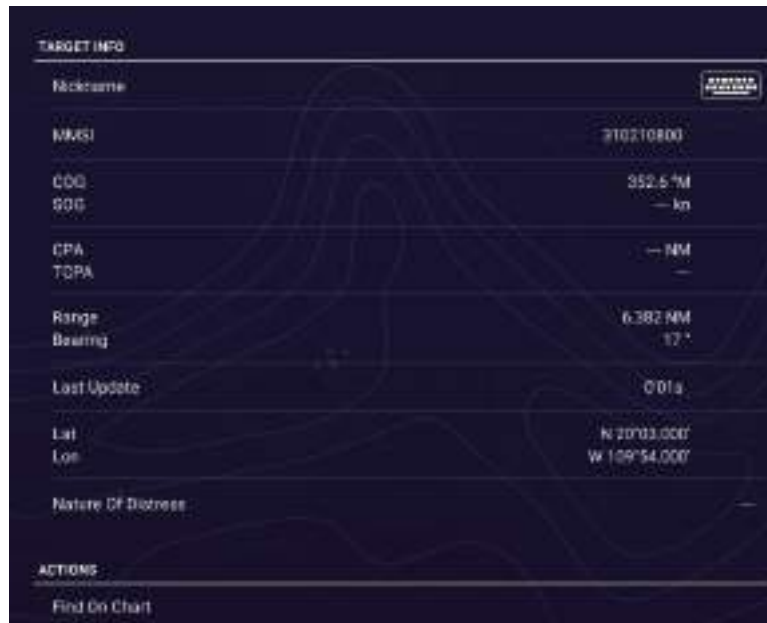 TARGET INFO
Nickname
MMSI 310210800
COG 352.6 °M
SOG --- kn
CPA --- NM
TCPA ---
Range 6.382 NM
Bearing 17 °
Last Update 0'01s
Lat N 20°03.000'
Lon W 109°54.000'
Nature Of Distress ---
ACTIONS
Find On Chart